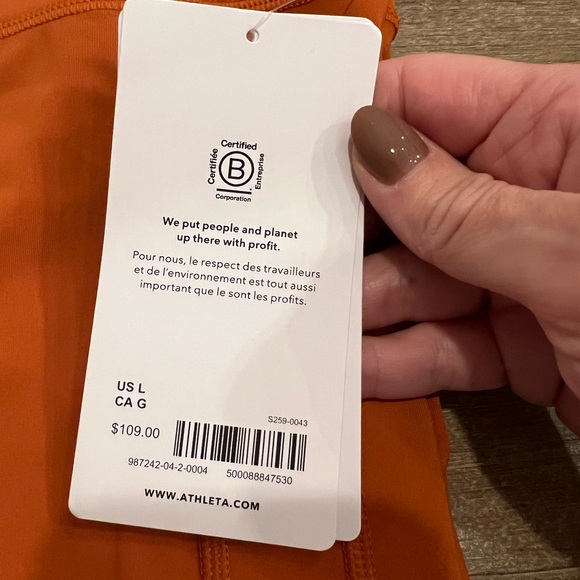 Certified
Certifiée
B
Entreprise
Corporation
We put people and planet
up there with profit.
Pour nous, le respect des travailleurs
et de l'environnement est tout aussi
important que le sont les profits.
US L
CA G
S259-0043
$109.00
987242-04-2-0004 500088847530
WWW.ATHLETA.COM